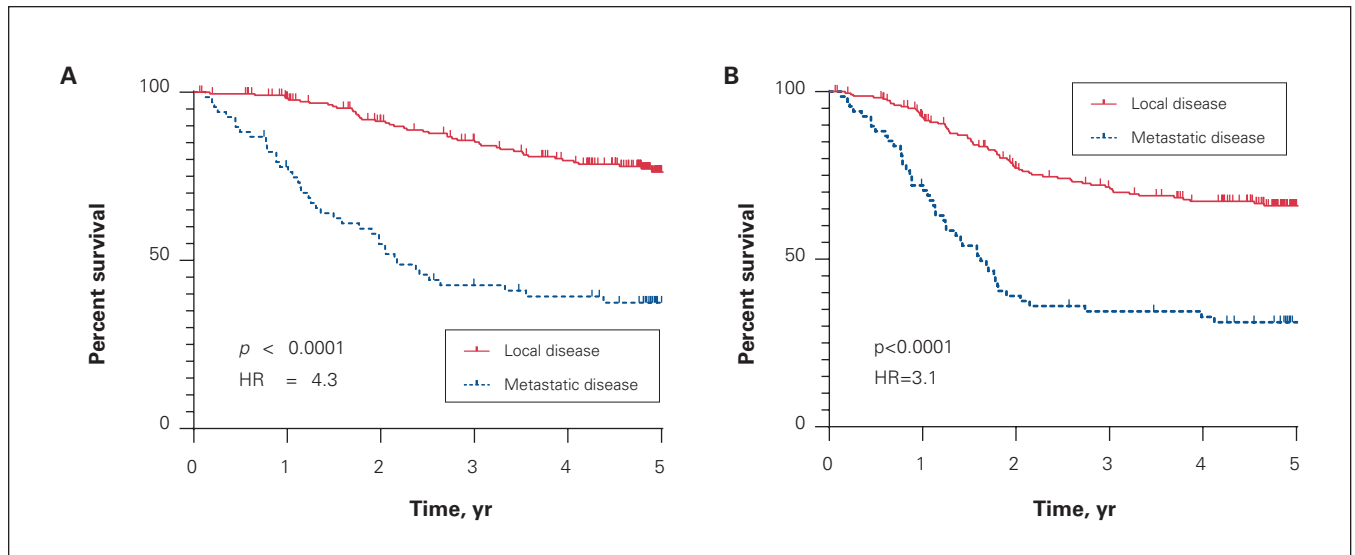 A
Percent survival
100
50
0
p < 0.0001
HR = 4.3
Local disease
Metastatic disease
0 1 2 3 4 5
Time, yr
B
Percent survival
100
50
0
Local disease
Metastatic disease
p<0.0001
HR=3.1
0 1 2 3 4 5
Time, yr